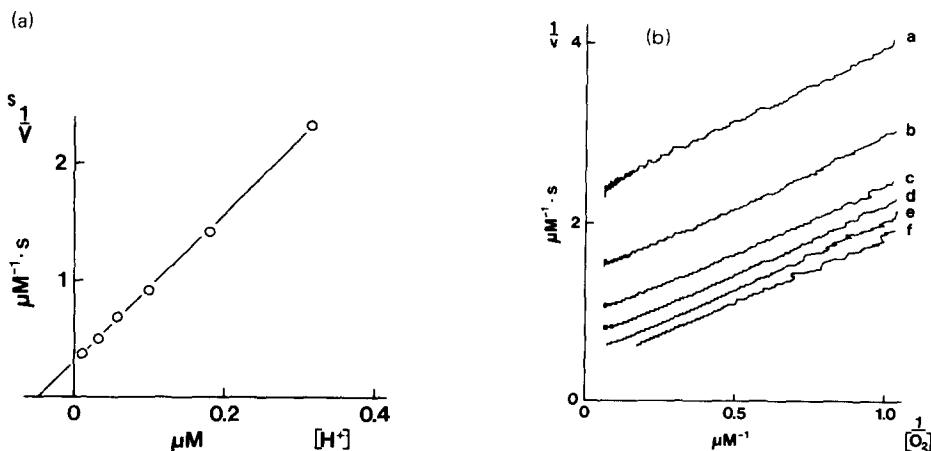 (a)
s 1/v
2
1
μM⁻¹·s
0
0.2
0.4
μM
[H⁺]
(b)
1/v
4
2
0
μM⁻¹·s
a
b
c
d
e
f
0
0.5
1.0
μM⁻¹
1/[O₂]